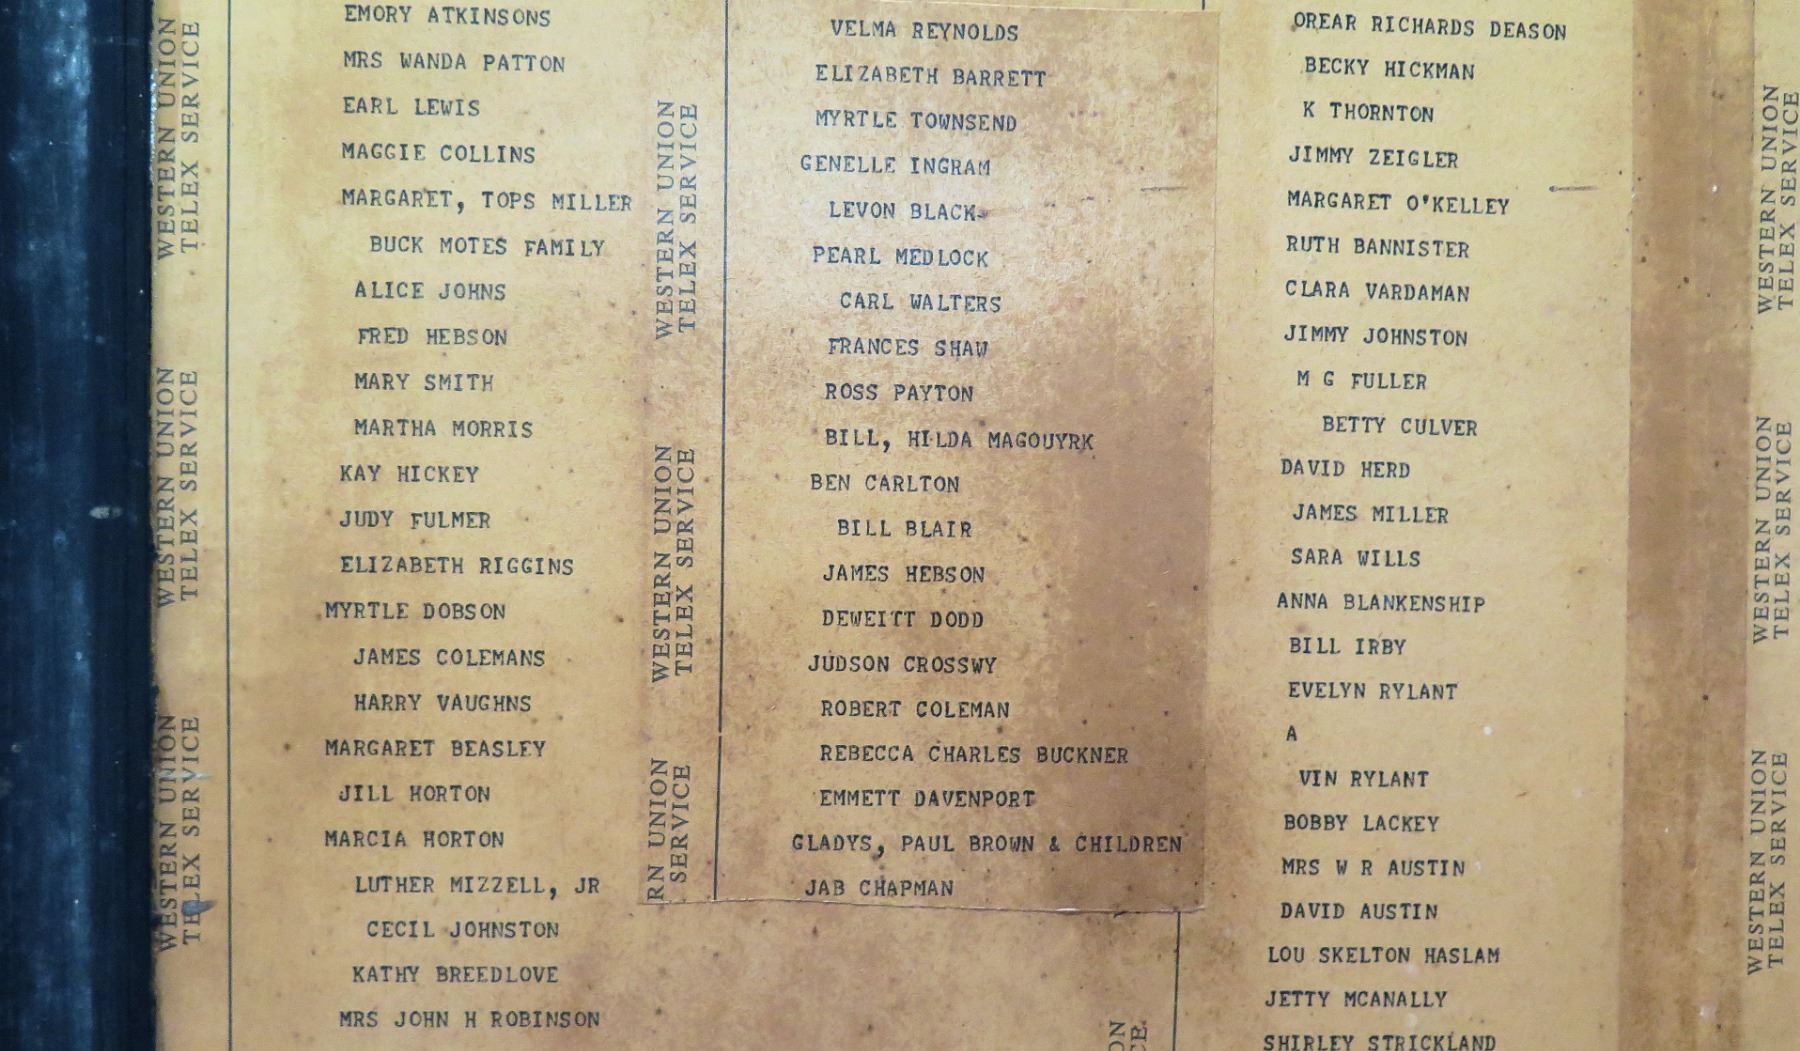 EMORY ATKINSONS
MRS WANDA PATTON
EARL LEWIS
MAGGIE COLLINS
MARGARET, TOPS MILLER
BUCK MOTES FAMILY
ALICE JOHNS
FRED HEBSON
MARY SMITH
MARTHA MORRIS
KAY HICKEY
JUDY FULMER
ELIZABETH RIGGINS
MYRTLE DOBSON
JAMES COLEMANS
HARRY VAUGHNS
MARGARET BEASLEY
JILL HORTON
MARCIA HORTON
LUTHER MIZZELL, JR
CECIL JOHNSTON
KATHY BREEDLOVE
MRS JOHN H ROBINSON
WESTERN UNION
TELEX SERVICE
WESTERN UNION
TELEX SERVICE
WESTERN UNION
TELEX SERVICE
VELMA REYNOLDS
ELIZABETH BARRETT
MYRTLE TOWNSEND
GENELLE INGRAM
LEVON BLACK
PEARL MEDLOCK
CARL WALTERS
FRANCES SHAW
ROSS PAYTON
BILL, HILDA MAGOUYRK
BEN CARLTON
BILL BLAIR
JAMES HEBSON
DEWEITT DODD
JUDSON CROSSWY
ROBERT COLEMAN
REBECCA CHARLES BUCKNER
EMMETT DAVENPORT
GLADYS, PAUL BROWN & CHILDREN
JAB CHAPMAN
WESTERN UNION
TELEX SERVICE
WESTERN UNION
TELEX SERVICE
RN UNION
SERVICE
OREAR RICHARDS DEASON
BECKY HICKMAN
K THORNTON
JIMMY ZEIGLER
MARGARET O'KELLEY
RUTH BANNISTER
CLARA VARDAMAN
JIMMY JOHNSTON
M G FULLER
BETTY CULVER
DAVID HERD
JAMES MILLER
SARA WILLS
ANNA BLANKENSHIP
BILL IRBY
EVELYN RYLANT
A
VIN RYLANT
BOBBY LACKEY
MRS W R AUSTIN
DAVID AUSTIN
LOU SKELTON HASLAM
JETTY MCANALLY
SHIRLEY STRICKLAND
ON
CE
WESTERN UNION
TELEX SERVICE
WESTERN UNION
TELEX SERVICE
WESTERN UNION
TELEX SERVICE